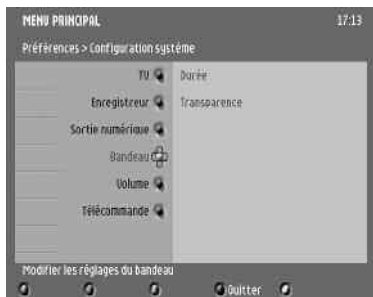 MENU PRINCIPAL 17:13
Préférences > Configuration système
TV Durée
Enregistreur Transparence
Sortie numérique
Bandeau
Volume
Télécommande
Modifier les réglages du bandeau
Quitter